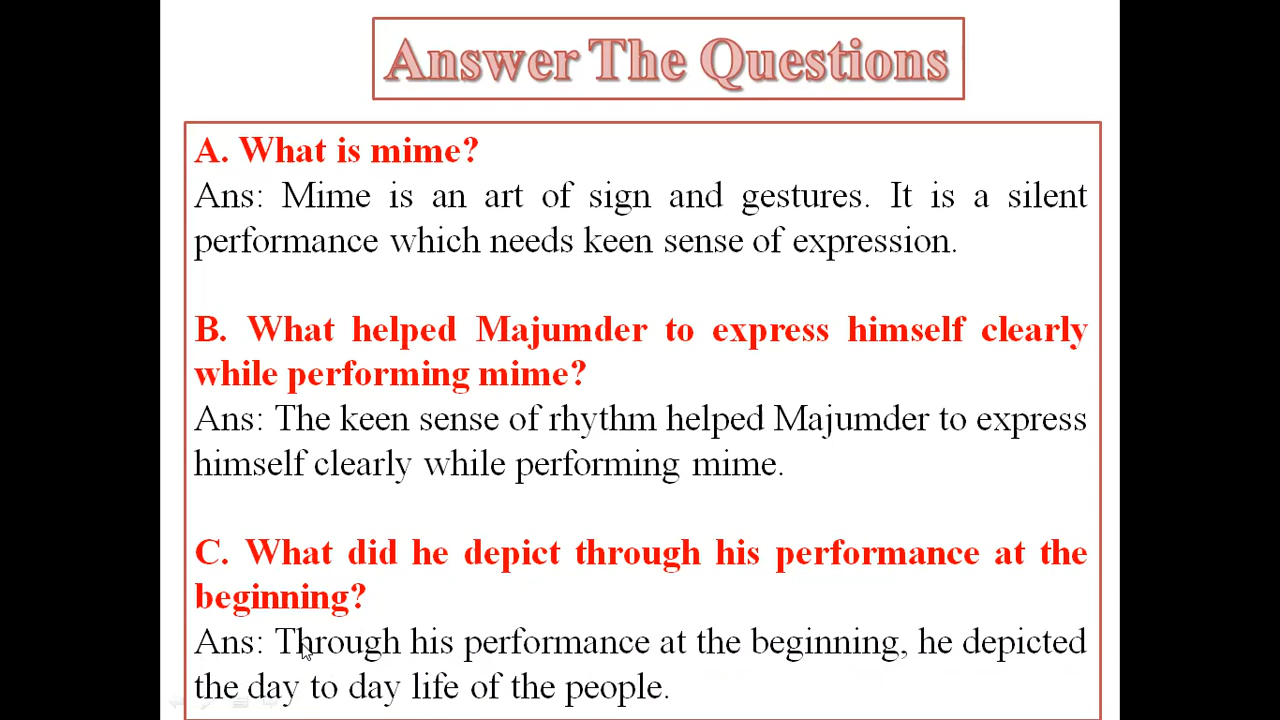 Answer The Questions
A. What is mime?
Ans: Mime is an art of sign and gestures. It is a silent
performance which needs keen sense of expression.
B. What helped Majumder to express himself clearly
while performing mime?
Ans: The keen sense of rhythm helped Majumder to express
himself clearly while performing mime.
C. What did he depict through his performance at the
beginning?
Ans: Through his performance at the beginning, he depicted
the day to day life of the people.